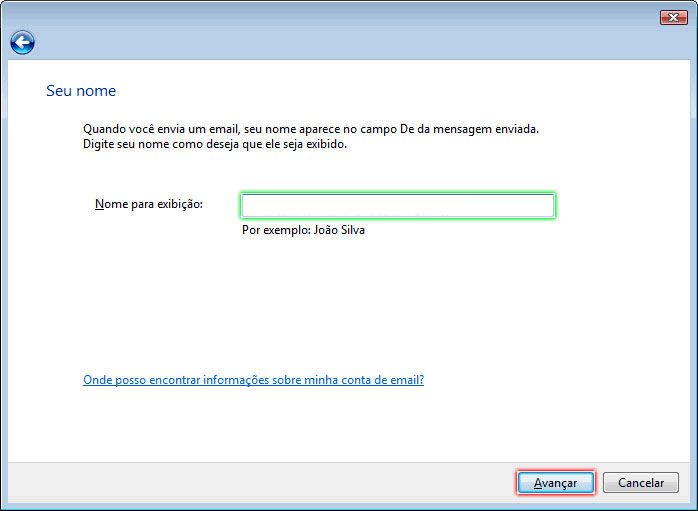 Seu nome
Quando você envia um email, seu nome aparece no campo De da mensagem enviada.
Digite seu nome como deseja que ele seja exibido.
Nome para exibição:
Por exemplo: João Silva
Onde posso encontrar informações sobre minha conta de email?
Avançar
Cancelar